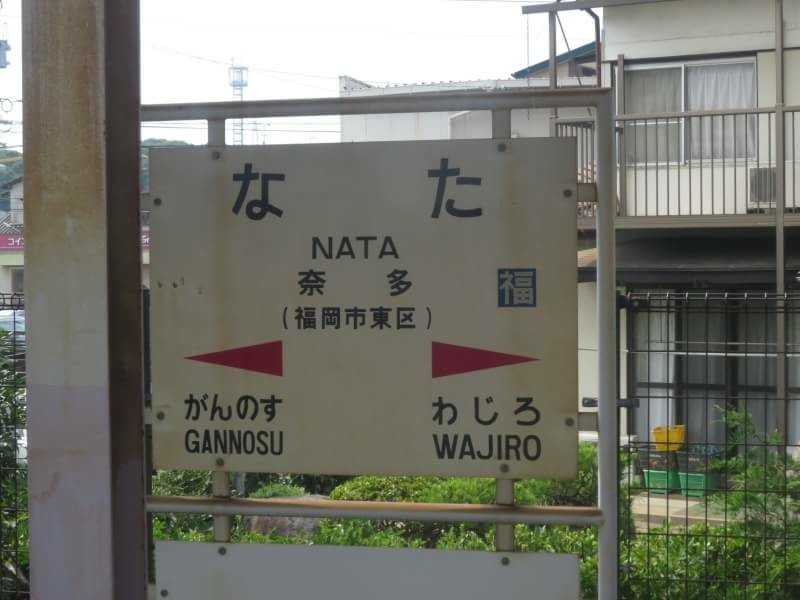 なた
NATA
奈多
福
(福岡市東区)
がんのす わじろ
GANNOSU WAJIRO